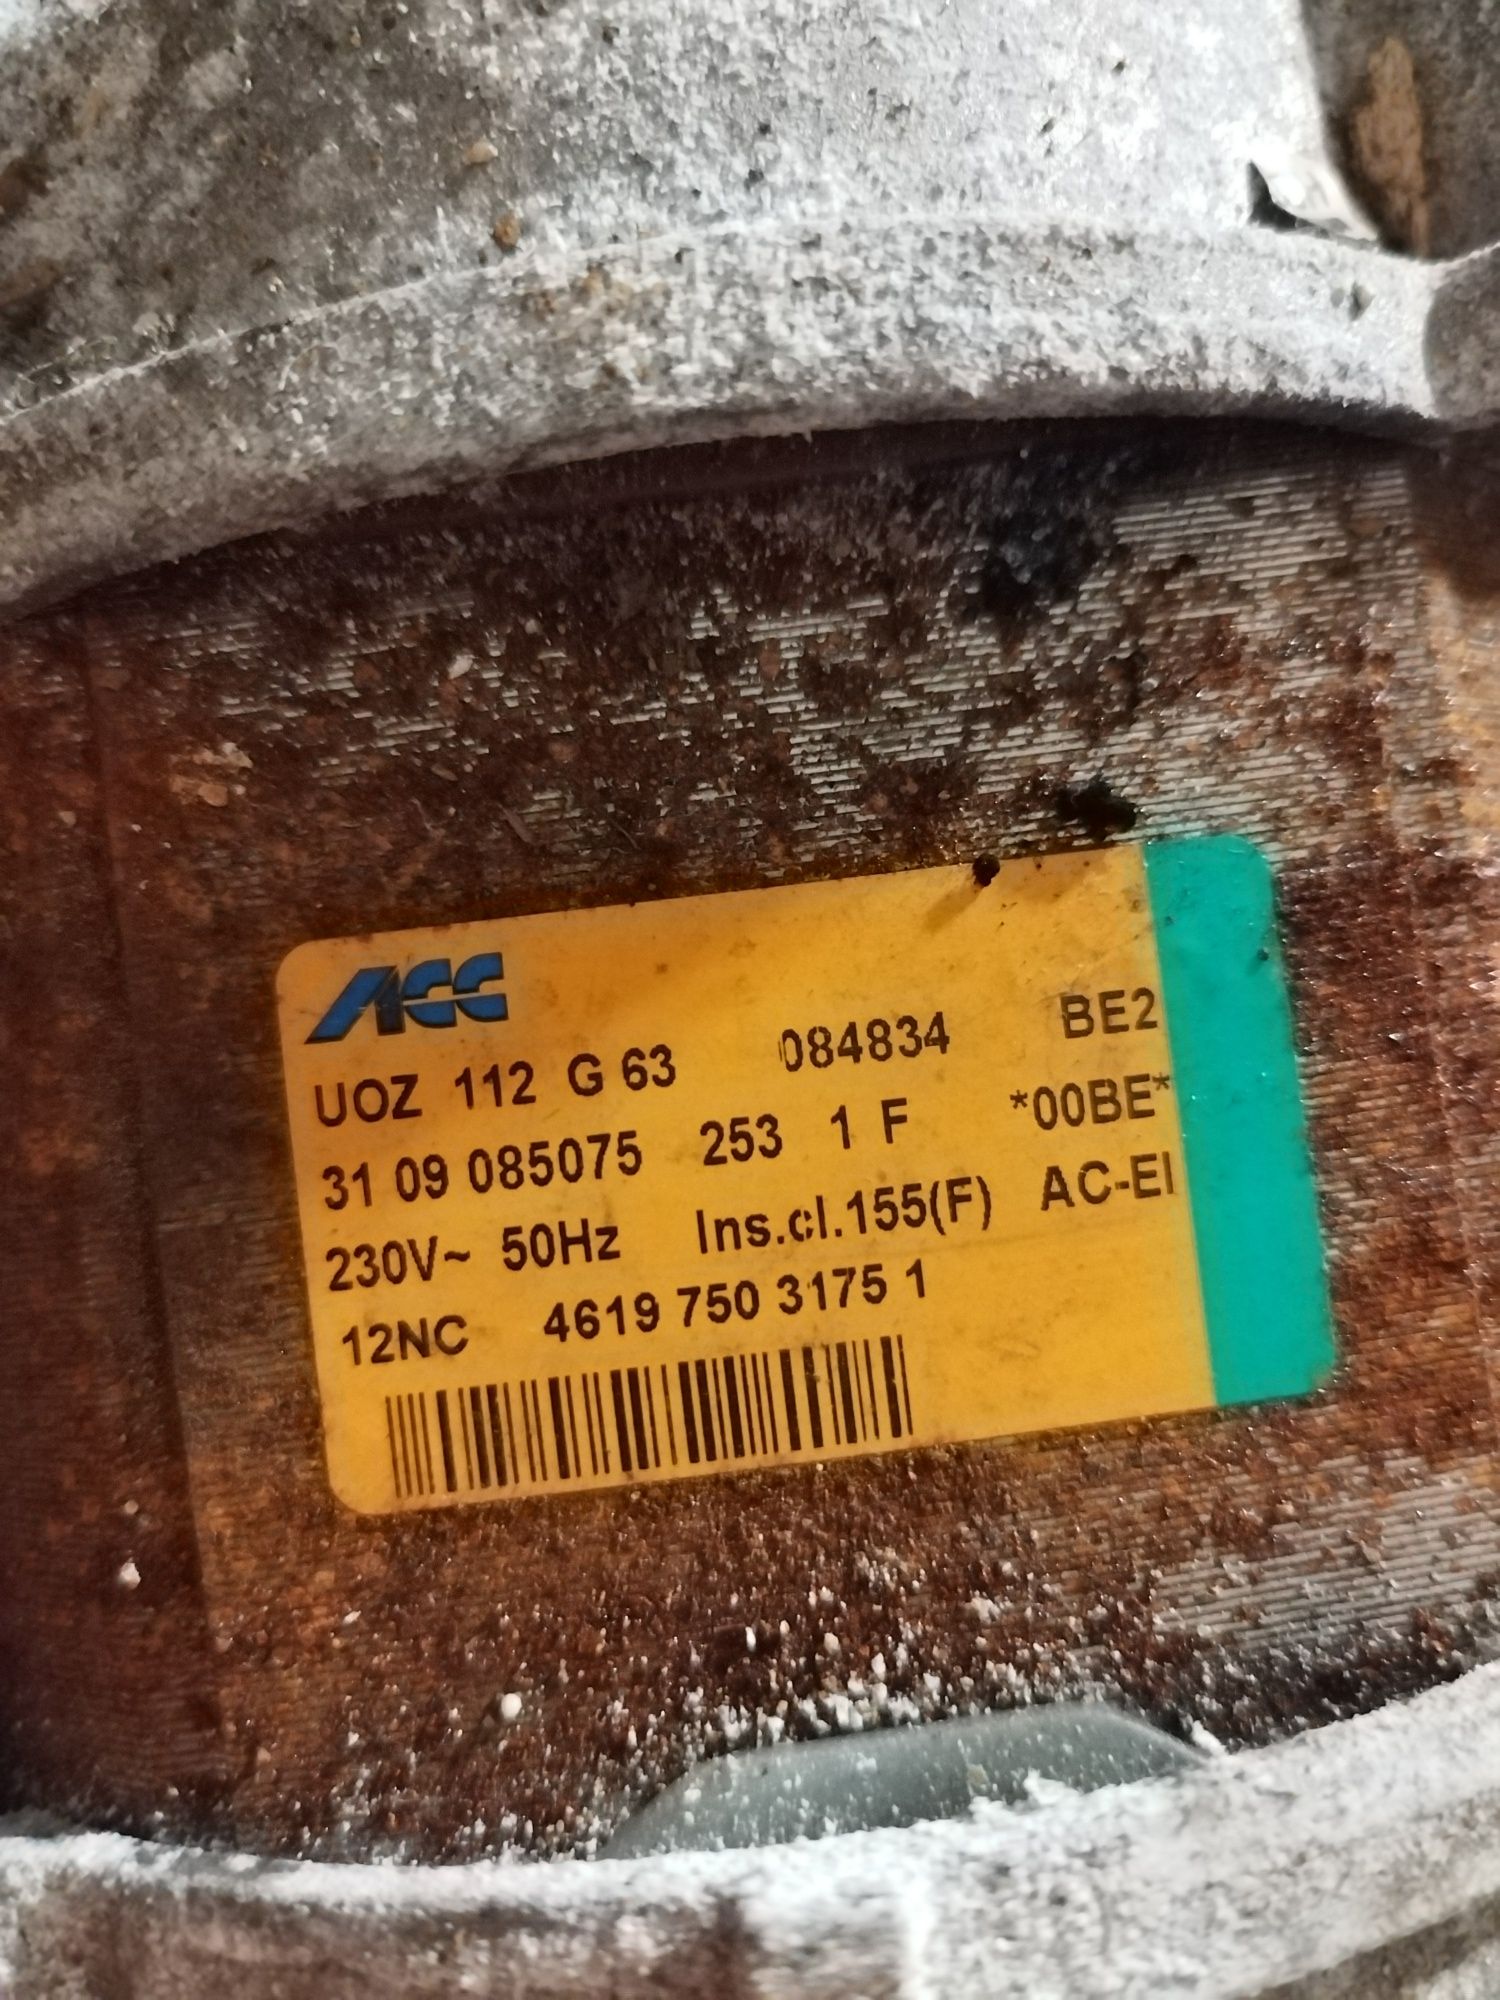 ACC
UOZ 112 G 63 084834 BE2
31 09 085075 253 1 F *00BE*
230V~ 50Hz Ins.cl.155(F) AC-EI
12NC 4619 750 3175 1